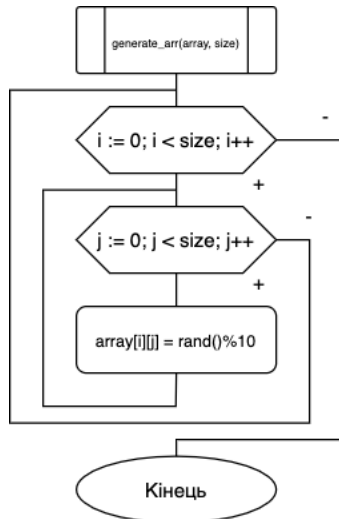 generate_arr(array, size)
i := 0; i < size; i++
-
+
j := 0; j < size; j++
-
+
array[i][j] = rand()%10
Кінець